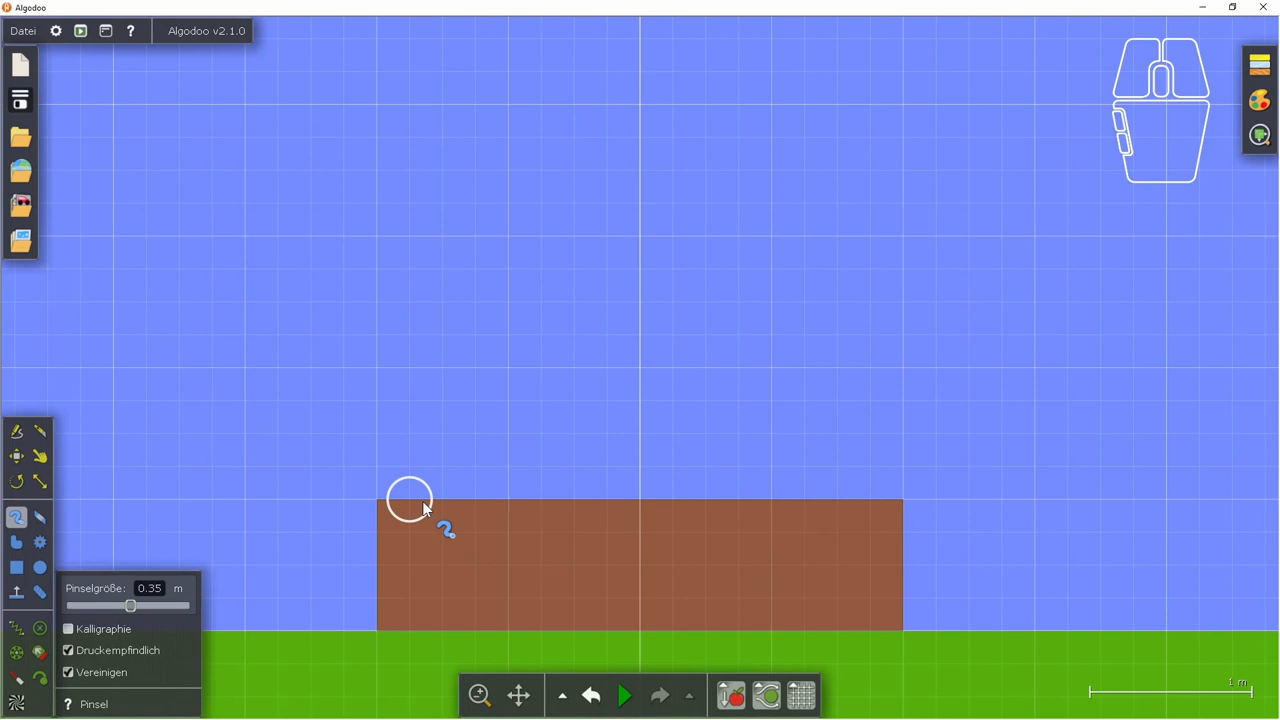 Algodoo
Datei
?
Algodoo v2.1.0
Pinselgröße: 0.35 m
Kalligraphie
Druckempfindlich
Vereinigen
? Pinsel
1 m